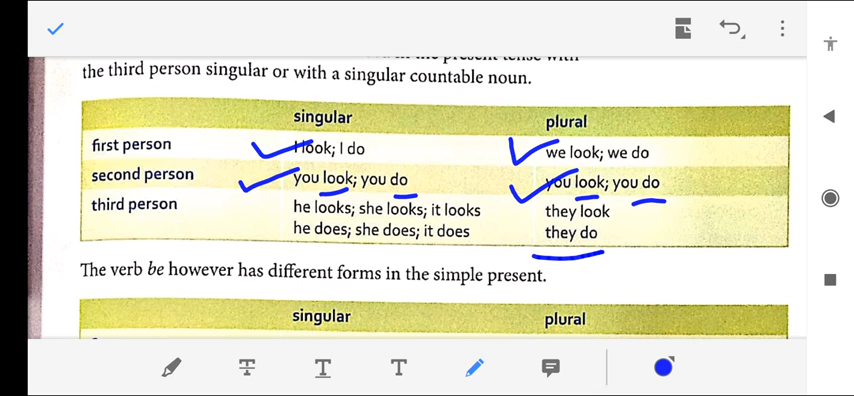 the third person singular or with a singular countable noun.
singular plural
first person I look; I do we look; we do
second person you look; you do you look; you do
third person he looks; she looks; it looks they look
he does; she does; it does they do
The verb be however has different forms in the simple present.
singular plural
T T T